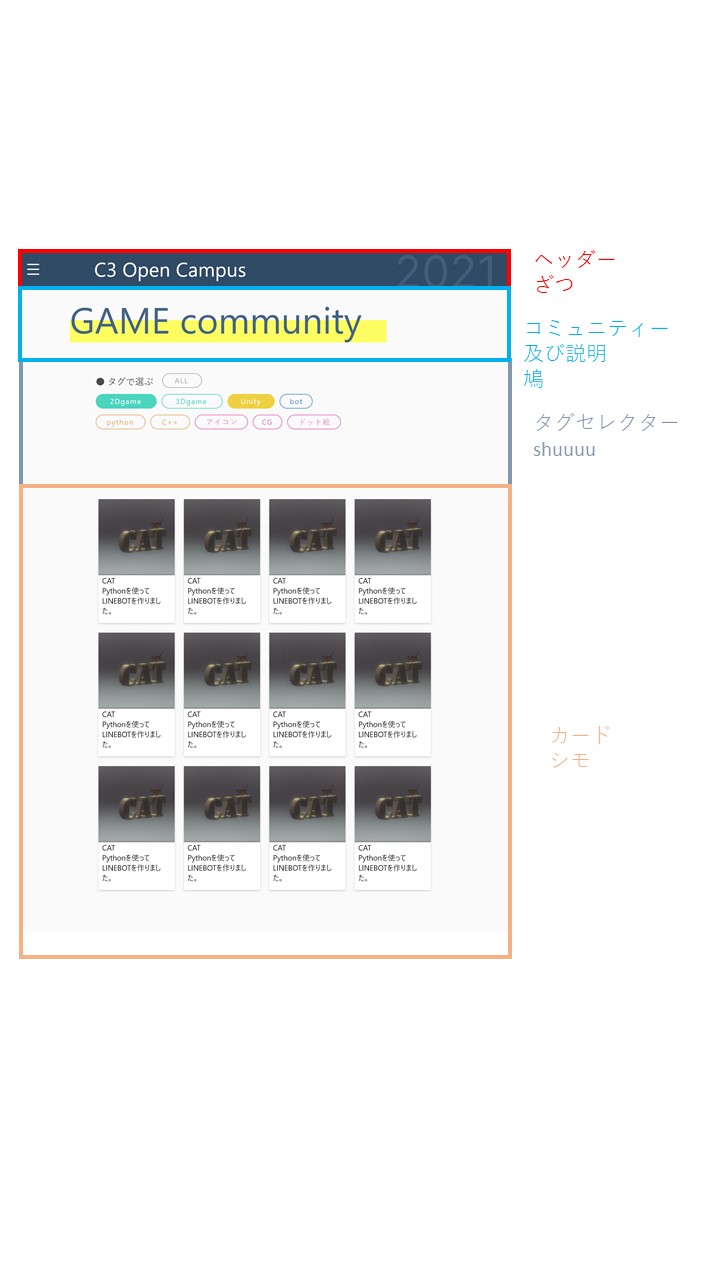 C3 Open Campus
2021
ヘッダー
ざつ
GAME community
コミュニティー
及び説明
鳩
● タグで選ぶ ALL
2Dgame 3Dgame Unity bot
python C++ アイコン CG ドット絵
タグセレクター
shuuuu
CAT CAT CAT CAT
CAT CAT CAT CAT
Pythonを使って Pythonを使って Pythonを使って Pythonを使って
LINEBOTを作りまし LINEBOTを作りまし LINEBOTを作りまし LINEBOTを作りまし
た。 た。 た。 た。
CAT CAT CAT CAT
CAT CAT CAT CAT
Pythonを使って Pythonを使って Pythonを使って Pythonを使って
LINEBOTを作りまし LINEBOTを作りまし LINEBOTを作りまし LINEBOTを作りまし
た。 た。 た。 た。
カード
シモ
CAT CAT CAT CAT
CAT CAT CAT CAT
Pythonを使って Pythonを使って Pythonを使って Pythonを使って
LINEBOTを作りまし LINEBOTを作りまし LINEBOTを作りまし LINEBOTを作りまし
た。 た。 た。 た。